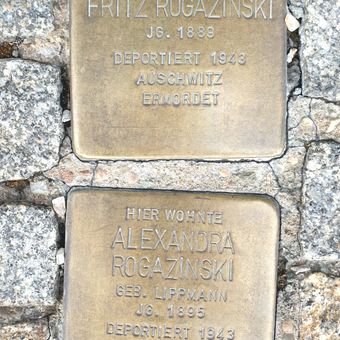 FRITZ ROGAZINSKI
JG. 1889
DEPORTIERT 1943
AUSCHWITZ
ERMORDET
HIER WOHNTE
ALEXANDRA
ROGAZINSKI
GEB. LIPPMANN
JG. 1895
DEPORTIERT 1943